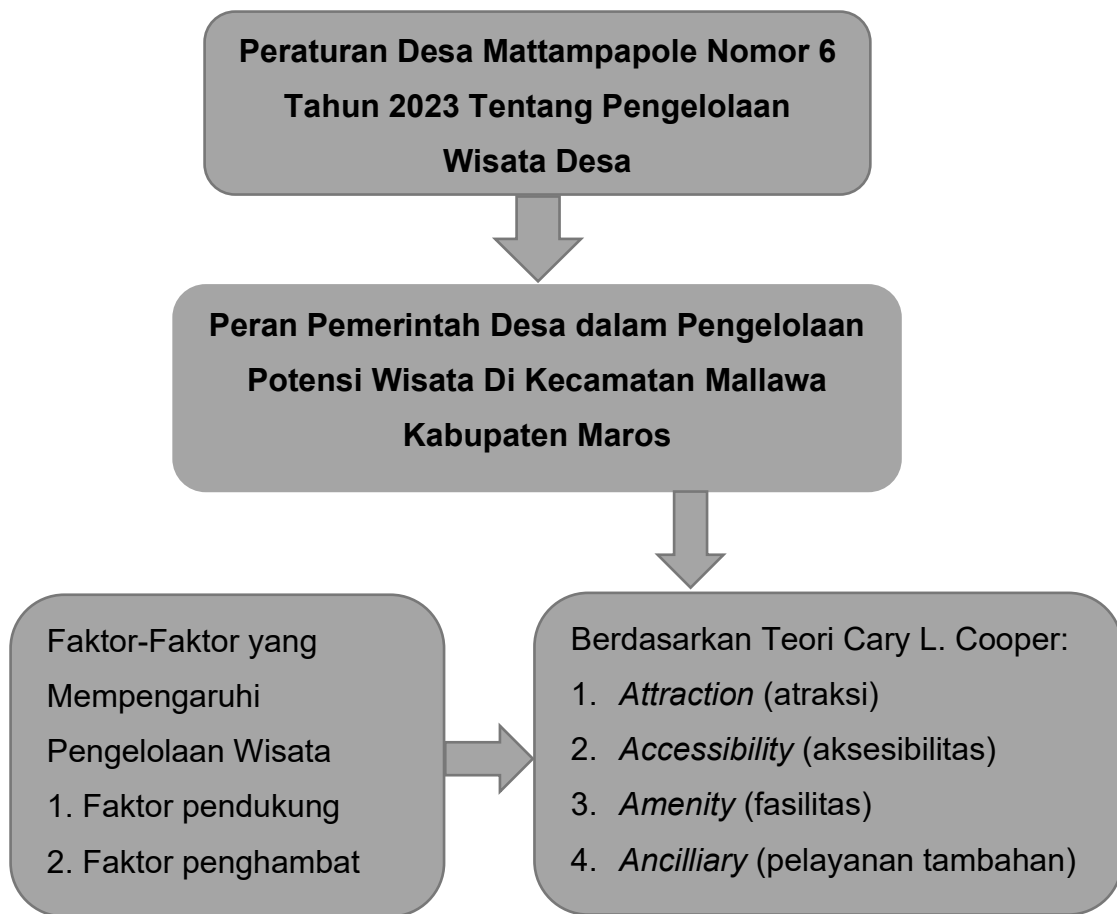 Peraturan Desa Mattampapole Nomor 6
Tahun 2023 Tentang Pengelolaan
Wisata Desa
Peran Pemerintah Desa dalam Pengelolaan
Potensi Wisata Di Kecamatan Mallawa
Kabupaten Maros
Faktor-Faktor yang
Mempengaruhi
Pengelolaan Wisata
1. Faktor pendukung
2. Faktor penghambat
Berdasarkan Teori Cary L. Cooper:
1. Attraction (atraksi)
2. Accessibility (aksesibilitas)
3. Amenity (fasilitas)
4. Ancilliary (pelayanan tambahan)